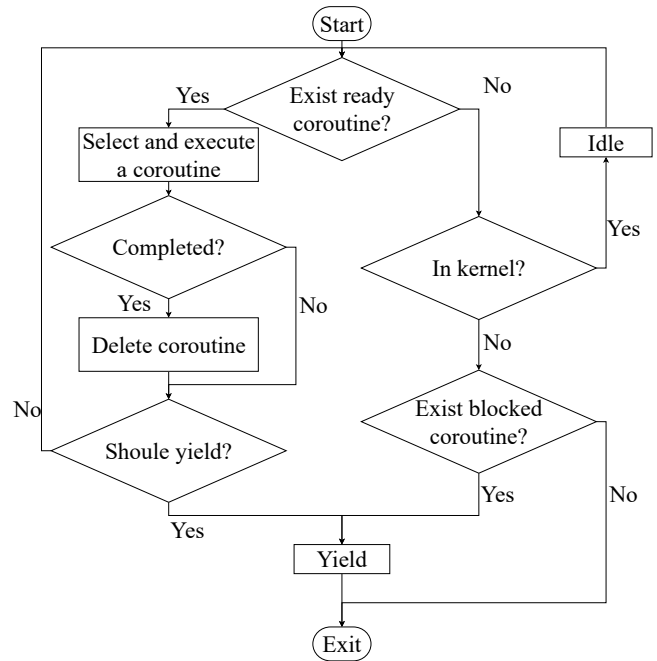 Start
Exist ready
coroutine?
Yes
No
Select and execute
a coroutine
Idle
Completed?
In kernel?
Yes
Yes
No
Delete coroutine
No
Exist blocked
coroutine?
No
Shoule yield?
Yes
No
Yes
Yield
Exit